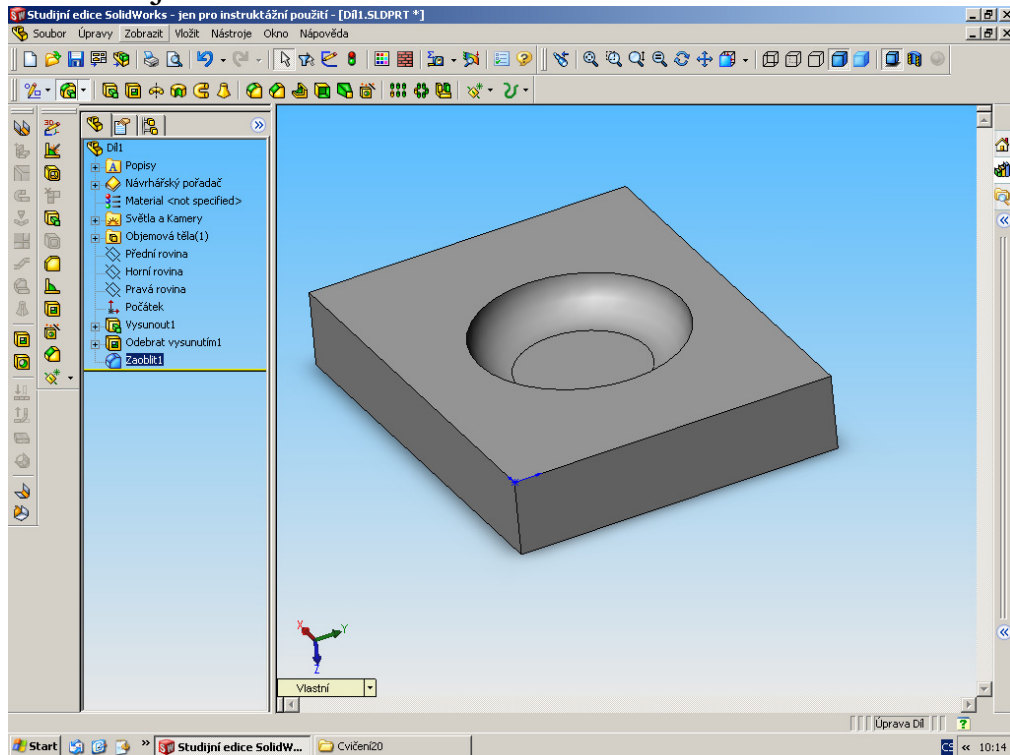 Studijní edice SolidWorks - jen pro instruktážní použití - [Díl1.SLDPRT *]
Soubor Úpravy Zobrazit Vložit Nástroje Okno Nápověda
3D
Díl1
A Popisy
Návrhářský pořadač
Material <not specified>
Světla a Kamery
Objemová těla(1)
Přední rovina
Horní rovina
Pravá rovina
Počátek
Vysunout1
Odebrat vysunutím1
Zaoblit1
X
Y
Z
Vlastní
Úprava Díl
Start
Studijní edice SolidW...
Cvičení20
CS
10:14